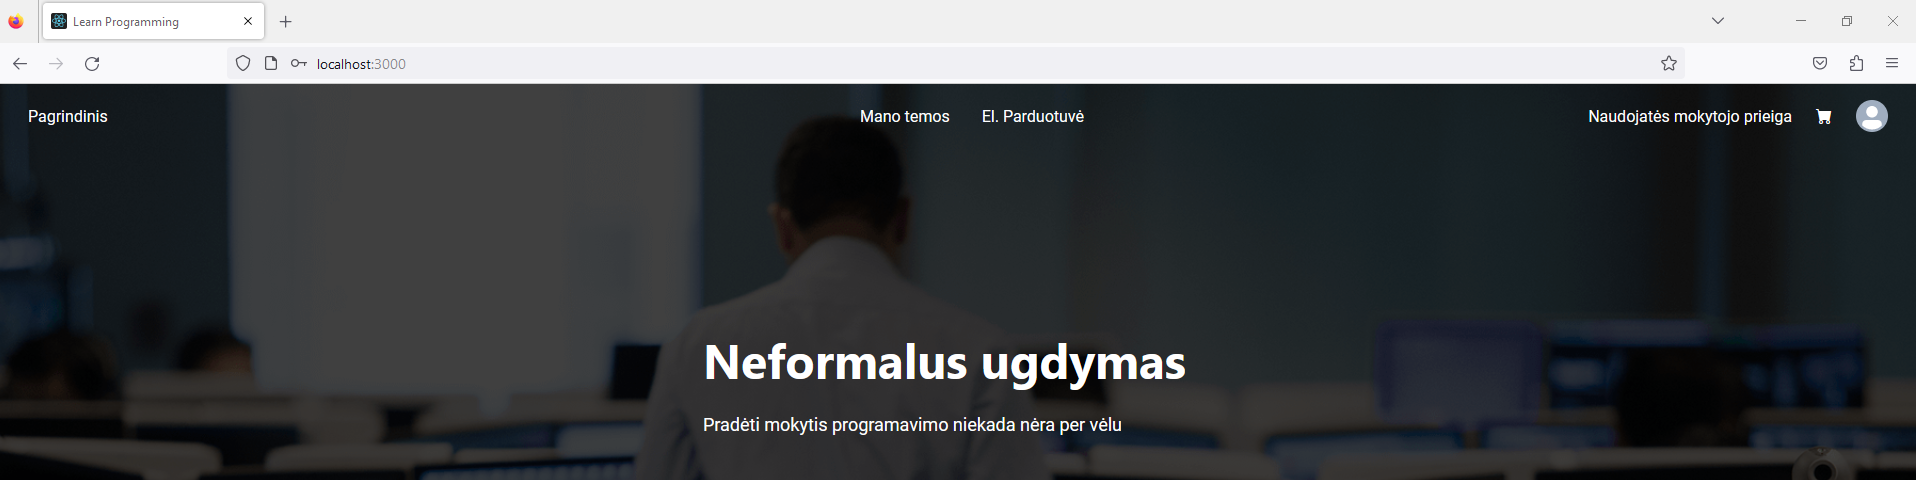 Learn Programming
localhost:3000
Pagrindinis
Mano temos
El. Parduotuvė
Naudojatės mokytojo prieiga
Neformalus ugdymas
Pradėti mokytis programavimo niekada nėra per vėlu